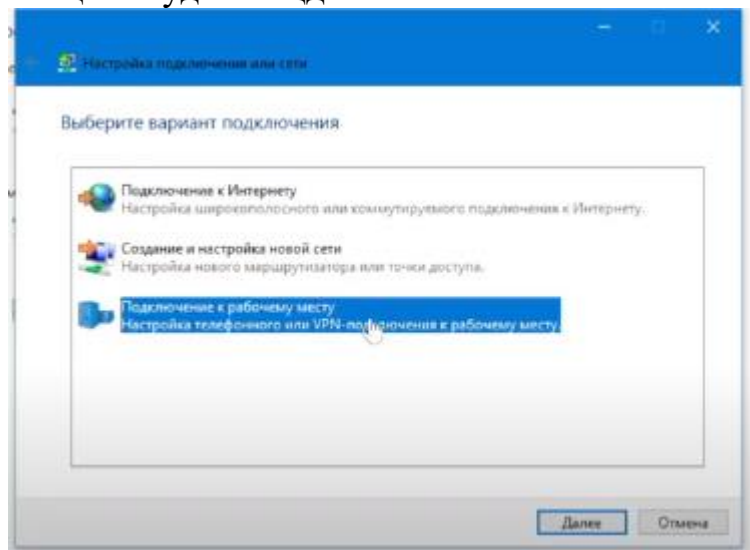 Настройка подключения или сети
Выберите вариант подключения
Подключение к Интернету
Настройка широкополосного или коммутируемого подключения к Интернету.
Создание и настройка новой сети
Настройка нового маршрутизатора или точки доступа.
Подключение к рабочему месту
Настройка телефонного или VPN-подключения к рабочему месту.
Далее
Отмена